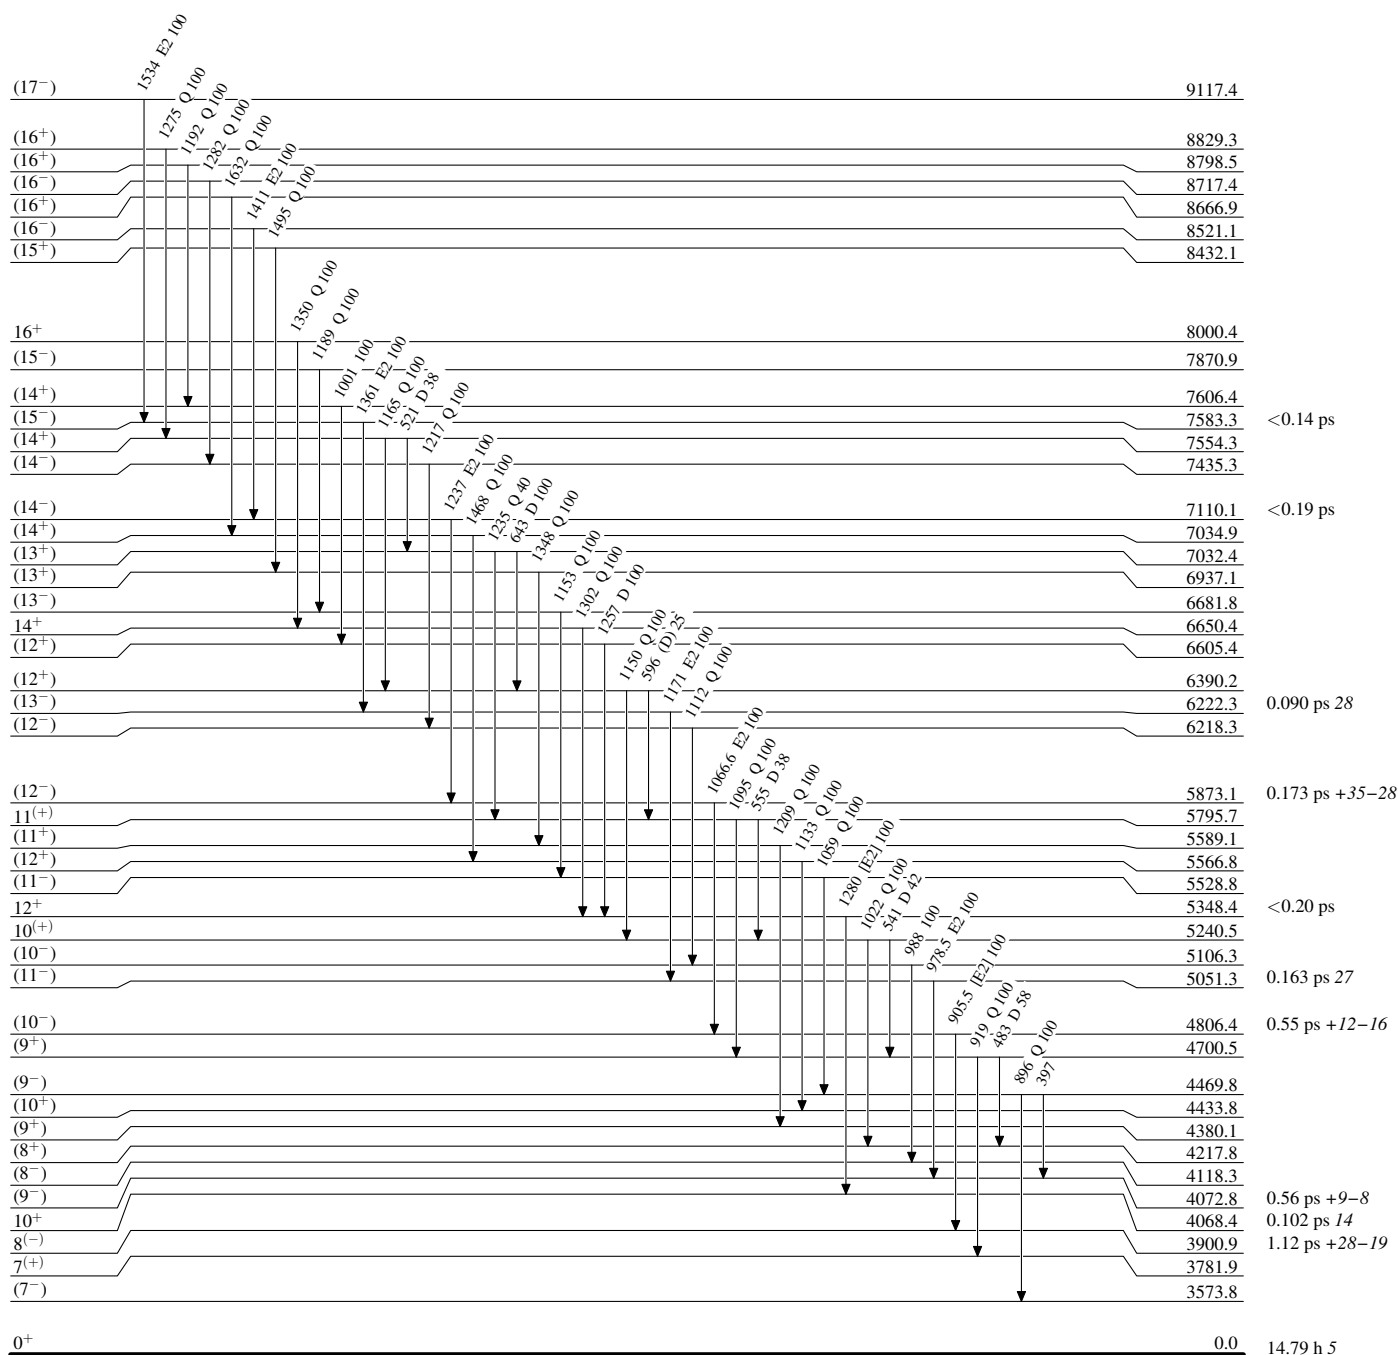 1534 E2 100
(17⁻) 9117.4
1275 Q 100
(16⁺) 8829.3
1192 Q 100
(16⁺) 8798.5
1282 Q 100
(16⁻) 8717.4
1632 Q 100
(16⁺) 8666.9
1411 E2 100
(16⁻) 8521.1
1495 Q 100
(15⁺) 8432.1
1350 Q 100
16⁺ 8000.4
1189 Q 100
(15⁻) 7870.9
1001 100
(14⁺) 7606.4
1361 E2 100
(15⁻) 7583.3 <0.14 ps
1165 Q 100
521 D 38
(14⁺) 7554.3
1217 Q 100
(14⁻) 7435.3
1237 E2 100
(14⁻) 7110.1 <0.19 ps
1468 Q 100
(14⁺) 7034.9
1235 Q 40
643 D 100
(13⁺) 7032.4
1348 Q 100
(13⁺) 6937.1
1153 Q 100
(13⁻) 6681.8
1302 Q 100
14⁺ 6650.4
1257 D 100
(12⁺) 6605.4
1150 Q 100
596 (D) 25
(12⁺) 6390.2
1171 E2 100
(13⁻) 6222.3 0.090 ps 28
1112 Q 100
(12⁻) 6218.3
1066.6 E2 100
(12⁻) 5873.1 0.173 ps +35−28
1095 Q 100
555 D 38
11⁽⁺⁾ 5795.7
1209 Q 100
(11⁺) 5589.1
1133 Q 100
(12⁺) 5566.8
1059 Q 100
(11⁻) 5528.8
1280 [E2] 100
12⁺ 5348.4 <0.20 ps
1022 Q 100
541 D 42
10⁽⁺⁾ 5240.5
988 100
(10⁻) 5106.3
978.5 E2 100
(11⁻) 5051.3 0.163 ps 27
905.5 [E2] 100
(10⁻) 4806.4 0.55 ps +12−16
919 Q 100
483 D 58
(9⁺) 4700.5
896 Q 100
397
(9⁻) 4469.8
(10⁺) 4433.8
(9⁺) 4380.1
(8⁺) 4217.8
(8⁻) 4118.3
(9⁻) 4072.8 0.56 ps +9−8
10⁺ 4068.4 0.102 ps 14
8⁽⁻⁾ 3900.9 1.12 ps +28−19
7⁽⁺⁾ 3781.9
(7⁻) 3573.8
0⁺ 0.0 14.79 h 5